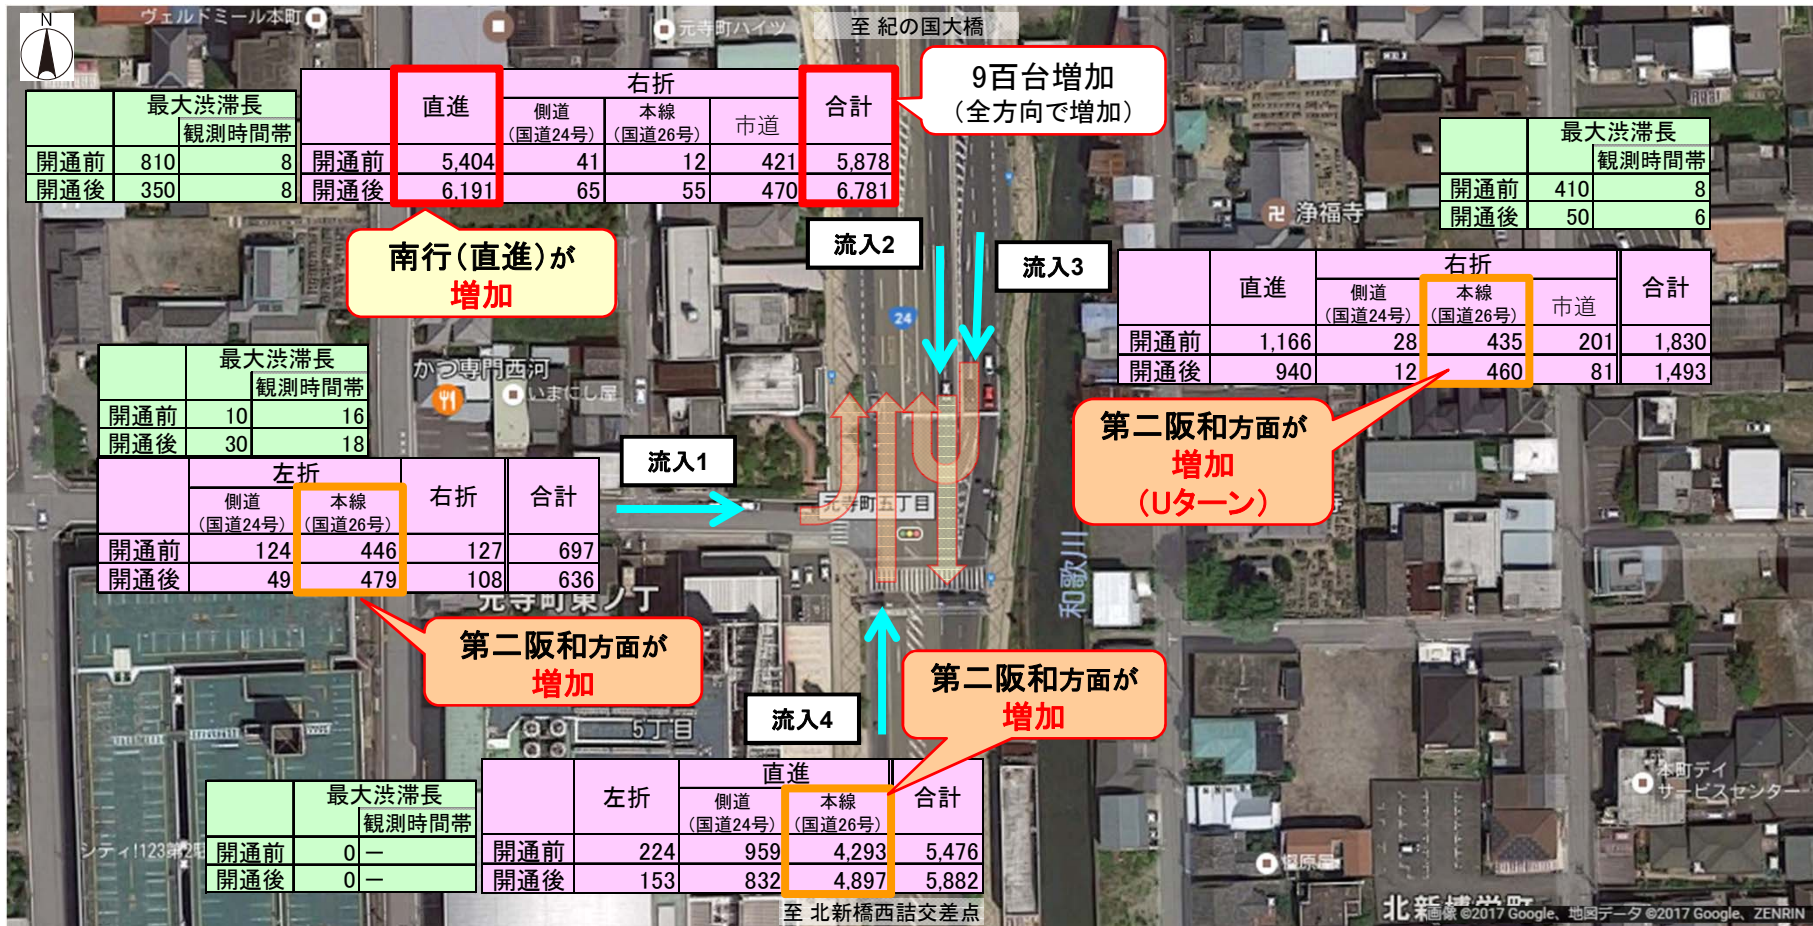 ヴェルドミール本町
元寺町ハイツ
至 紀の国大橋
N
最大渋滞長
観測時間帯
開通前 810 8
開通後 350 8
直進 右折 合計
側道(国道24号) 本線(国道26号) 市道
開通前 5,404 41 12 421 5,878
開通後 6,191 65 55 470 6,781
9百台増加
(全方向で増加)
南行(直進)が
増加
流入2
流入3
24
浄福寺
最大渋滞長
観測時間帯
開通前 410 8
開通後 50 6
直進 右折 合計
側道(国道24号) 本線(国道26号) 市道
開通前 1,166 28 435 201 1,830
開通後 940 12 460 81 1,493
第二阪和方面が
増加
(Uターン)
最大渋滞長
観測時間帯
開通前 10 16
開通後 30 18
かつ専門西河
いまにし屋
流入1
元寺町五丁目
左折 右折 合計
側道(国道24号) 本線(国道26号)
開通前 124 446 127 697
開通後 49 479 108 636
第二阪和方面が
増加
元寺町東ノ丁
和歌川
5丁目
流入4
第二阪和方面が
増加
最大渋滞長
観測時間帯
開通前 0 －
開通後 0 －
左折 直進 合計
側道(国道24号) 本線(国道26号)
開通前 224 959 4,293 5,476
開通後 153 832 4,897 5,882
至 北新橋西詰交差点
本町デイ
サービスセンター
画像 ©2017 Google、地図データ ©2017 Google、ZENRIN